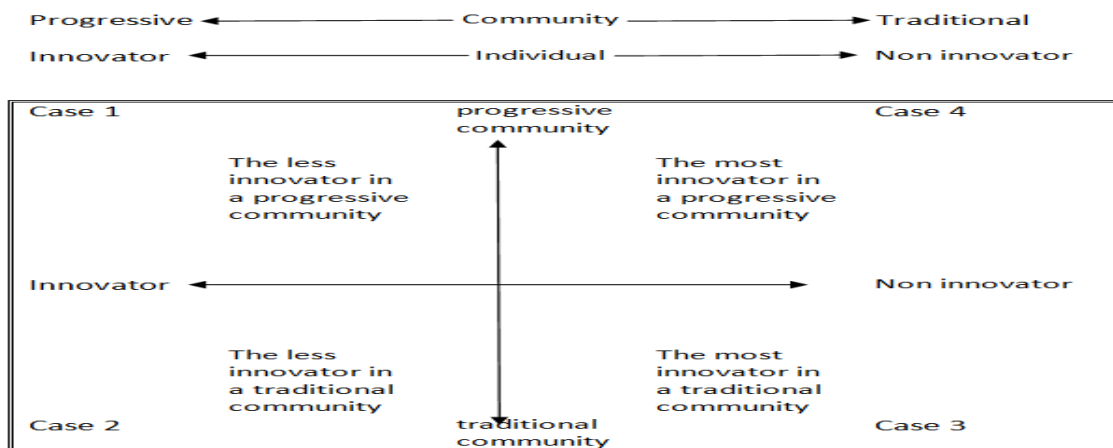 Progressive Community Traditional
Innovator Individual Non innovator
Case 1 progressive community Case 4
The less
innovator in
a progressive
community
The most
innovator in
a progressive
community
Innovator Non innovator
The less
innovator in
a traditional
community
The most
innovator in
a traditional
community
Case 2 traditional community Case 3